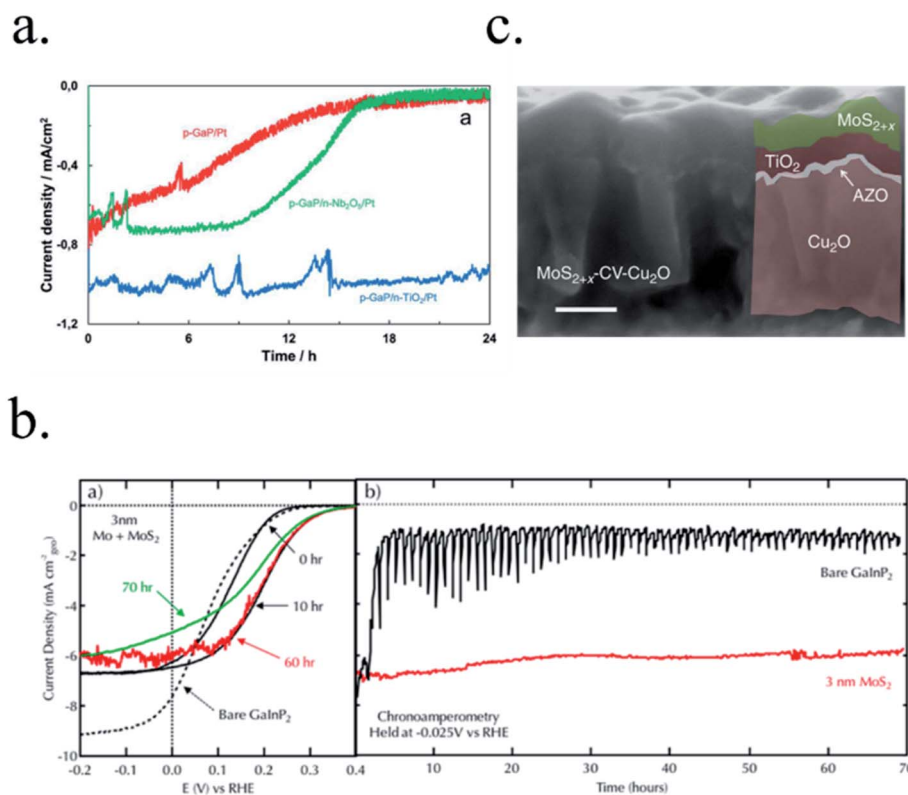 a.
0,0
-0,4
-0,8
-1,2
Current density / mA/cm²
p-GaP/Pt
a
p-GaP/n-Nb₂O₅/Pt
p-GaP/n-TiO₂/Pt
0
6
12
18
24
Time / h
c.
MoS₂₊ₓ
TiO₂
AZO
Cu₂O
MoS₂₊ₓ-CV-Cu₂O
b.
a)
3nm
Mo + MoS₂
0 hr
70 hr
10 hr
60 hr
Bare GaInP₂
0
-2
-4
-6
-8
-10
Current Density (mA cm⁻²geo)
-0.2
-0.1
0.0
0.1
0.2
0.3
0.4
E (V) vs RHE
b)
Bare GaInP₂
3 nm MoS₂
Chronoamperometry
Held at -0.025V vs RHE
10
20
30
40
50
60
70
Time (hours)